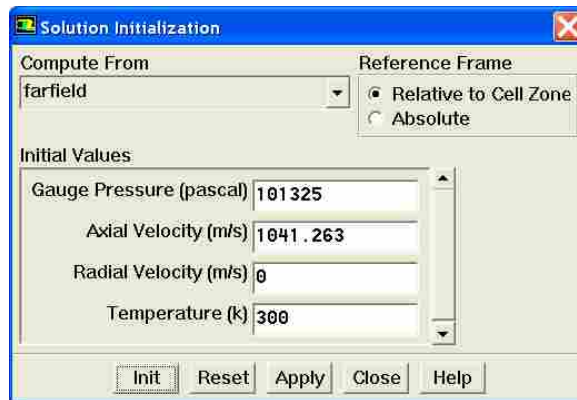 Solution Initialization
Compute From
Reference Frame
farfield
Relative to Cell Zone
Absolute
Initial Values
Gauge Pressure (pascal) 101325
Axial Velocity (m/s) 1041.263
Radial Velocity (m/s) 0
Temperature (k) 300
Init Reset Apply Close Help